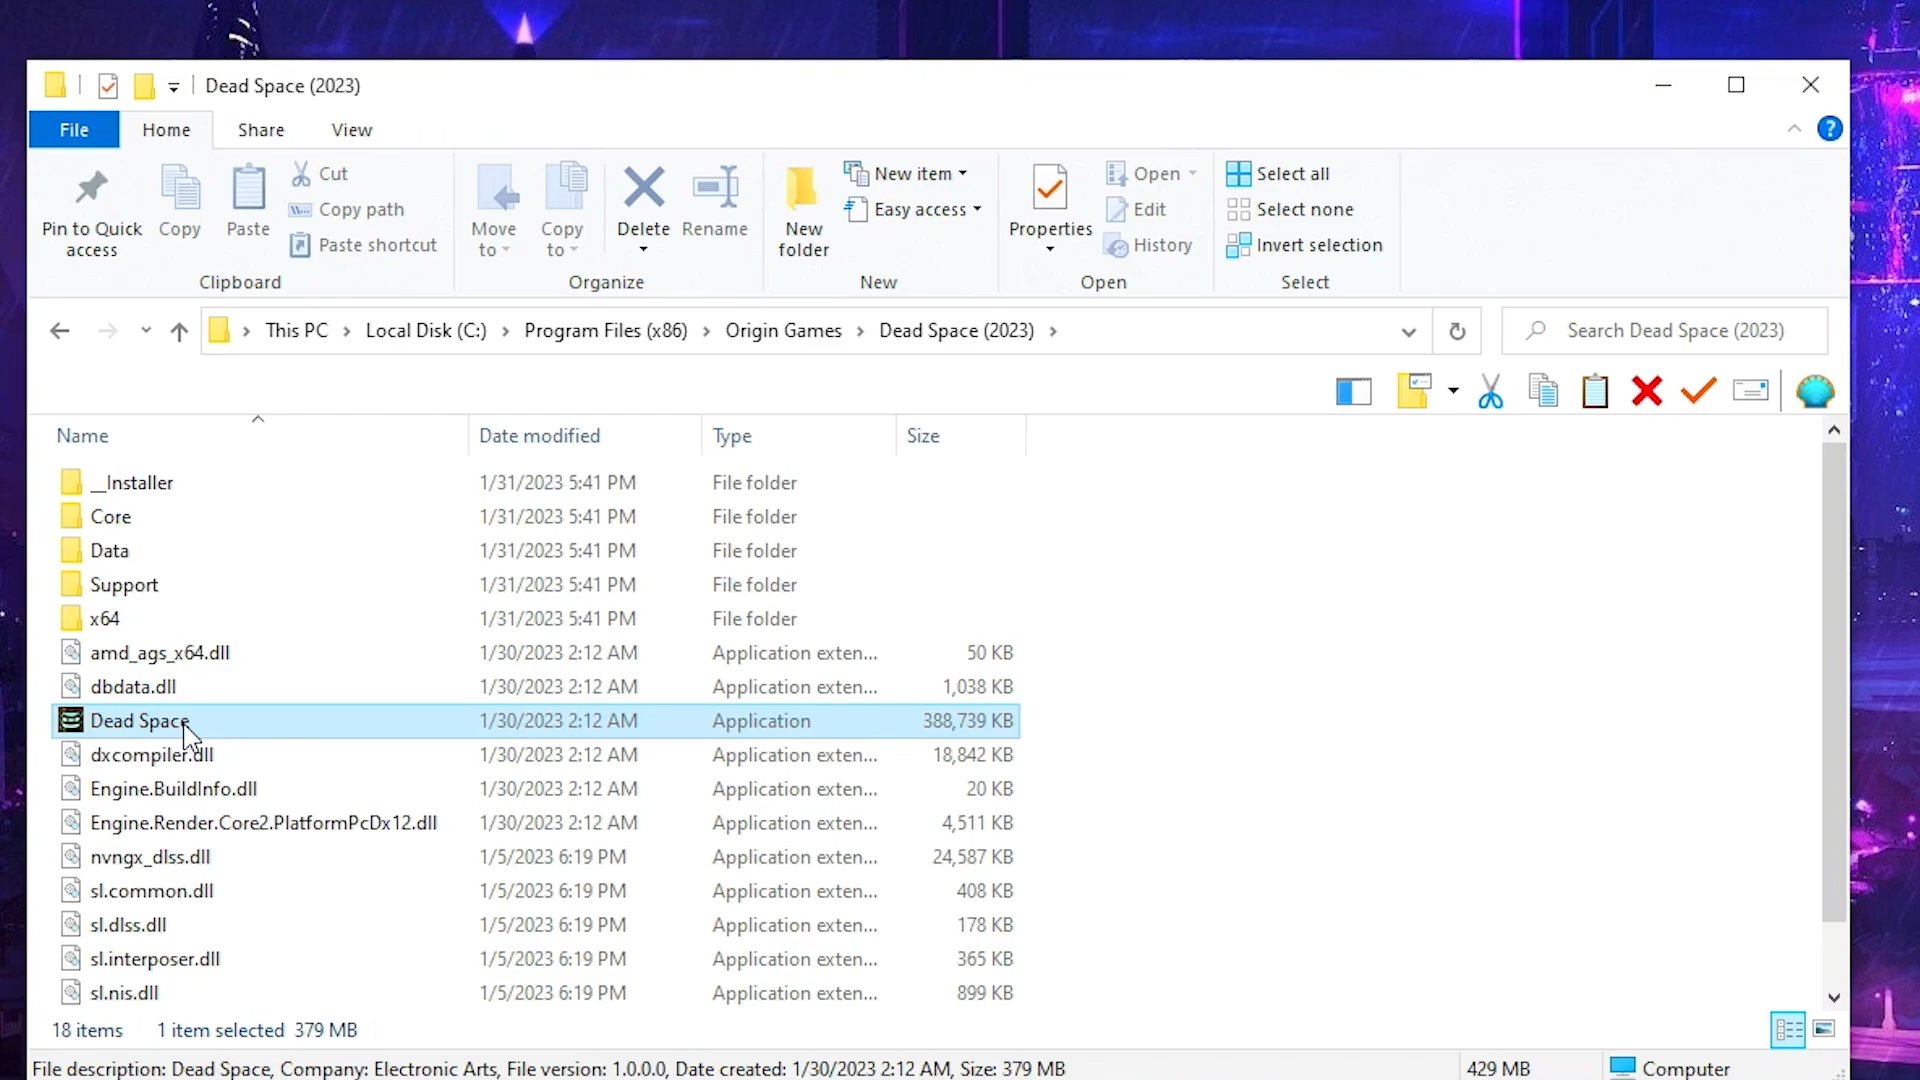 Dead Space (2023)
File Home Share View
Pin to Quick access
Copy
Paste
Cut
Copy path
Paste shortcut
Clipboard
Move to
Copy to
Delete
Rename
Organize
New folder
New item
Easy access
New
Properties
Open
Edit
History
Open
Select all
Select none
Invert selection
Select
This PC Local Disk (C:) Program Files (x86) Origin Games Dead Space (2023)
Search Dead Space (2023)
Name Date modified Type Size
__Installer 1/31/2023 5:41 PM File folder
Core 1/31/2023 5:41 PM File folder
Data 1/31/2023 5:41 PM File folder
Support 1/31/2023 5:41 PM File folder
x64 1/31/2023 5:41 PM File folder
amd_ags_x64.dll 1/30/2023 2:12 AM Application exten... 50 KB
dbdata.dll 1/30/2023 2:12 AM Application exten... 1,038 KB
Dead Space 1/30/2023 2:12 AM Application 388,739 KB
dxcompiler.dll 1/30/2023 2:12 AM Application exten... 18,842 KB
Engine.BuildInfo.dll 1/30/2023 2:12 AM Application exten... 20 KB
Engine.Render.Core2.PlatformPcDx12.dll 1/30/2023 2:12 AM Application exten... 4,511 KB
nvngx_dlss.dll 1/5/2023 6:19 PM Application exten... 24,587 KB
sl.common.dll 1/5/2023 6:19 PM Application exten... 408 KB
sl.dlss.dll 1/5/2023 6:19 PM Application exten... 178 KB
sl.interposer.dll 1/5/2023 6:19 PM Application exten... 365 KB
sl.nis.dll 1/5/2023 6:19 PM Application exten... 899 KB
18 items 1 item selected 379 MB
File description: Dead Space, Company: Electronic Arts, File version: 1.0.0.0, Date created: 1/30/2023 2:12 AM, Size: 379 MB 429 MB Computer